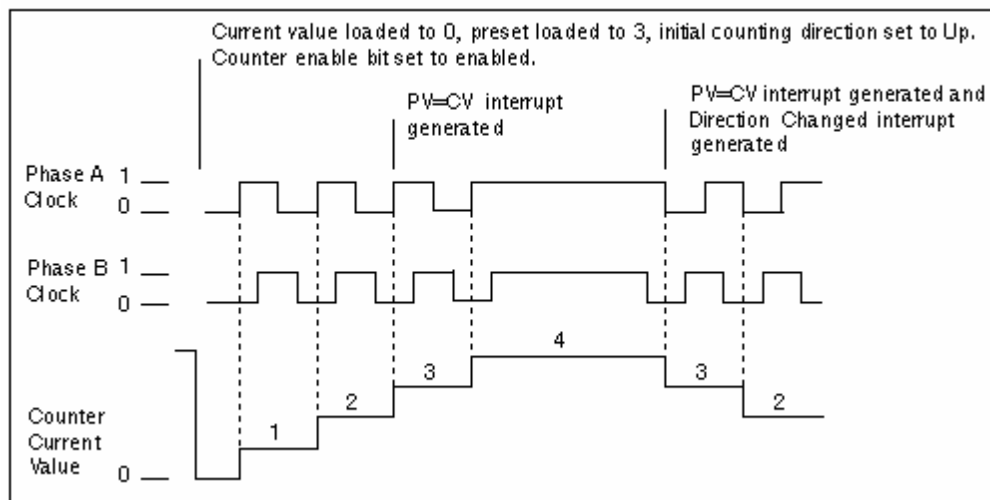 Current value loaded to 0, preset loaded to 3, initial counting direction set to Up.
Counter enable bit set to enabled.
PV=CV interrupt
generated
PV=CV interrupt generated and
Direction Changed interrupt
generated
Phase A 1
Clock
0
Phase B 1
Clock
0
4
3
3
2
2
1
Counter
Current
Value
0